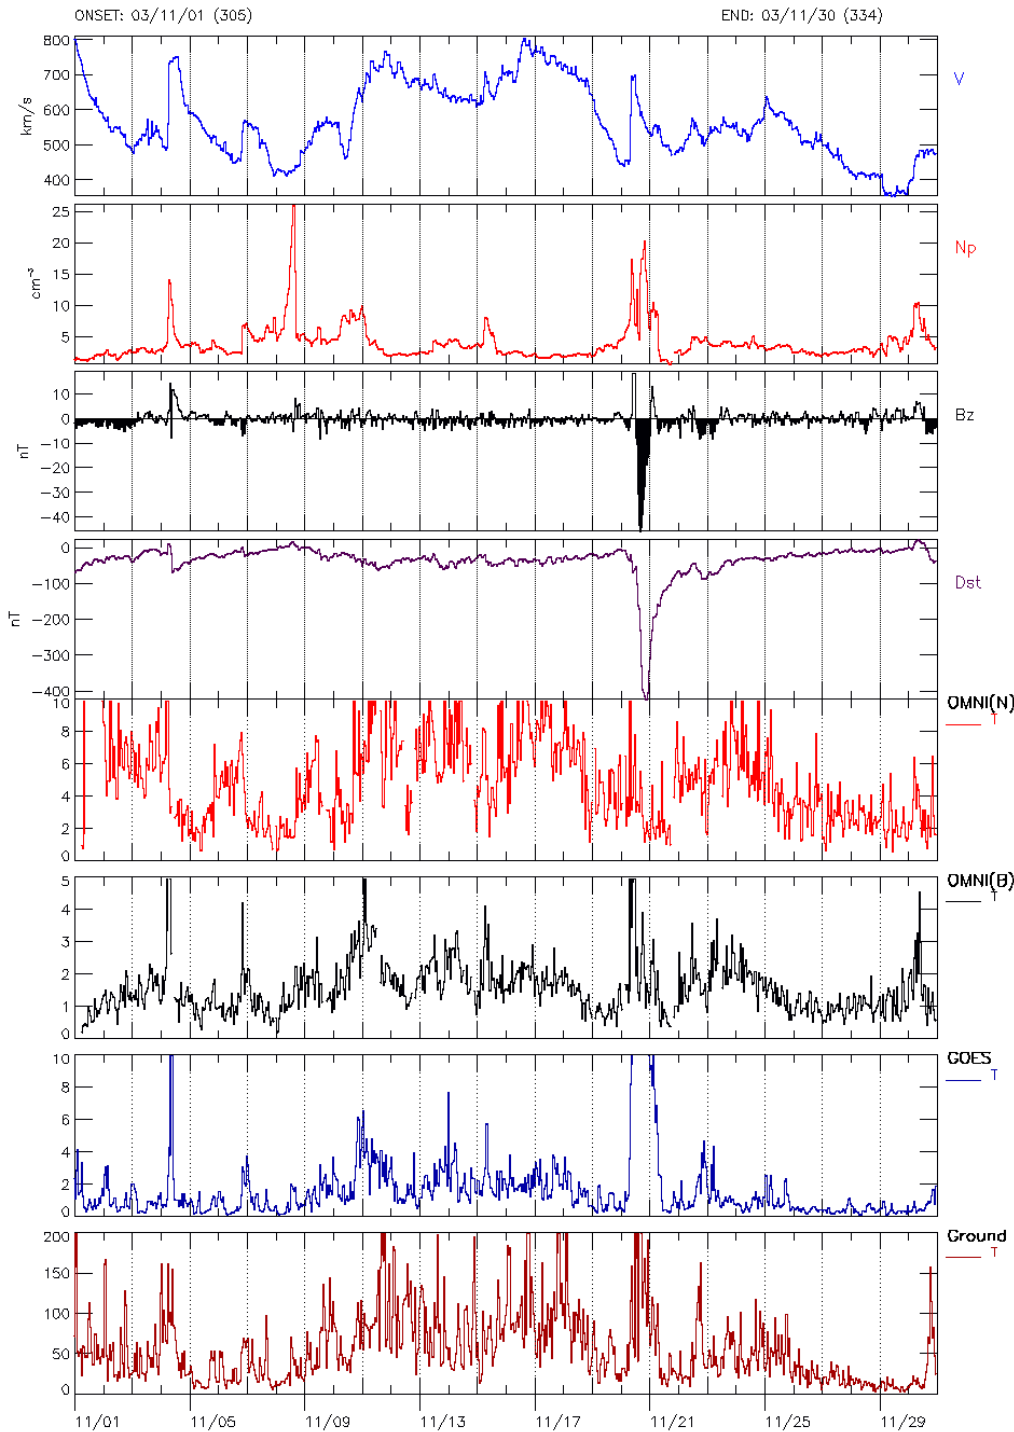 ONSET: 03/11/01 (305) END: 03/11/30 (334)
800
700
600
500
400
km/s
V
25
20
15
10
5
cm⁻³
Np
10
0
−10
−20
−30
−40
nT
Bz
0
−100
−200
−300
−400
nT
Dst
10
8
6
4
2
0
OMNI(N)
T
5
4
3
2
1
0
OMNI(B)
T
10
8
6
4
2
0
GOES
T
200
150
100
50
0
Ground
T
11/01 11/05 11/09 11/13 11/17 11/21 11/25 11/29